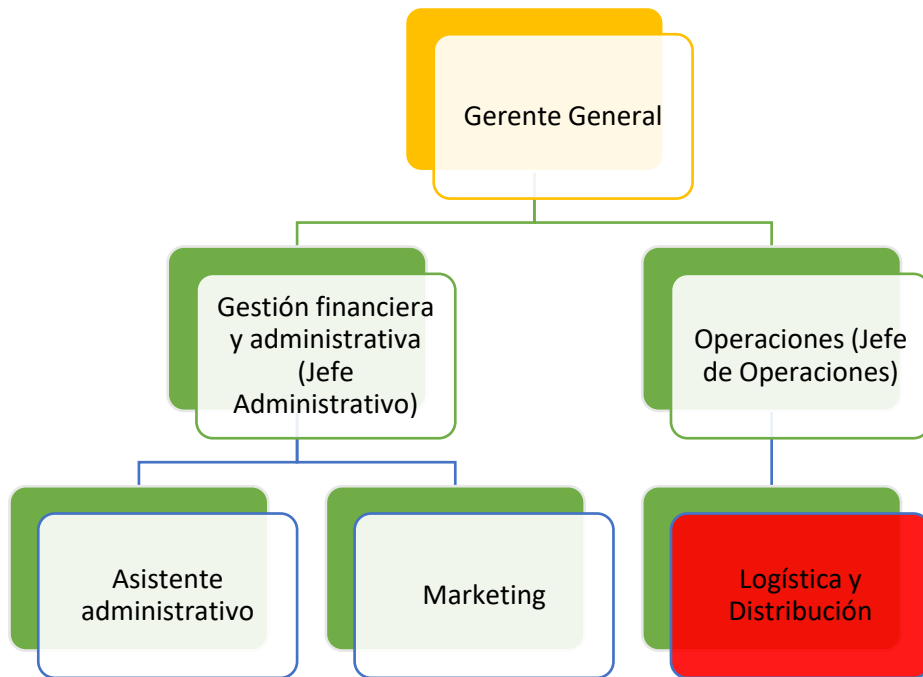 Gerente General
Gestión financiera
y administrativa
(Jefe
Administrativo)
Operaciones (Jefe
de Operaciones)
Asistente
administrativo
Marketing
Logística y
Distribución